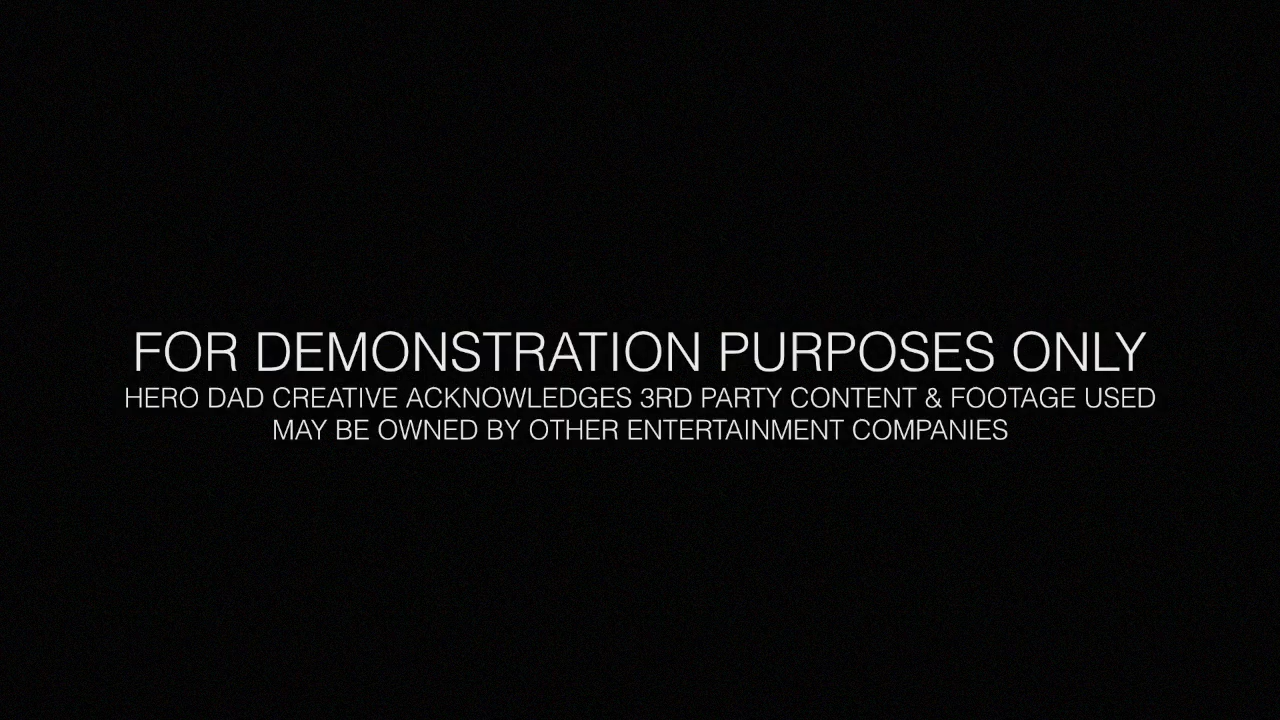 FOR DEMONSTRATION PURPOSES ONLY
HERO DAD CREATIVE ACKNOWLEDGES 3RD PARTY CONTENT & FOOTAGE USED
MAY BE OWNED BY OTHER ENTERTAINMENT COMPANIES